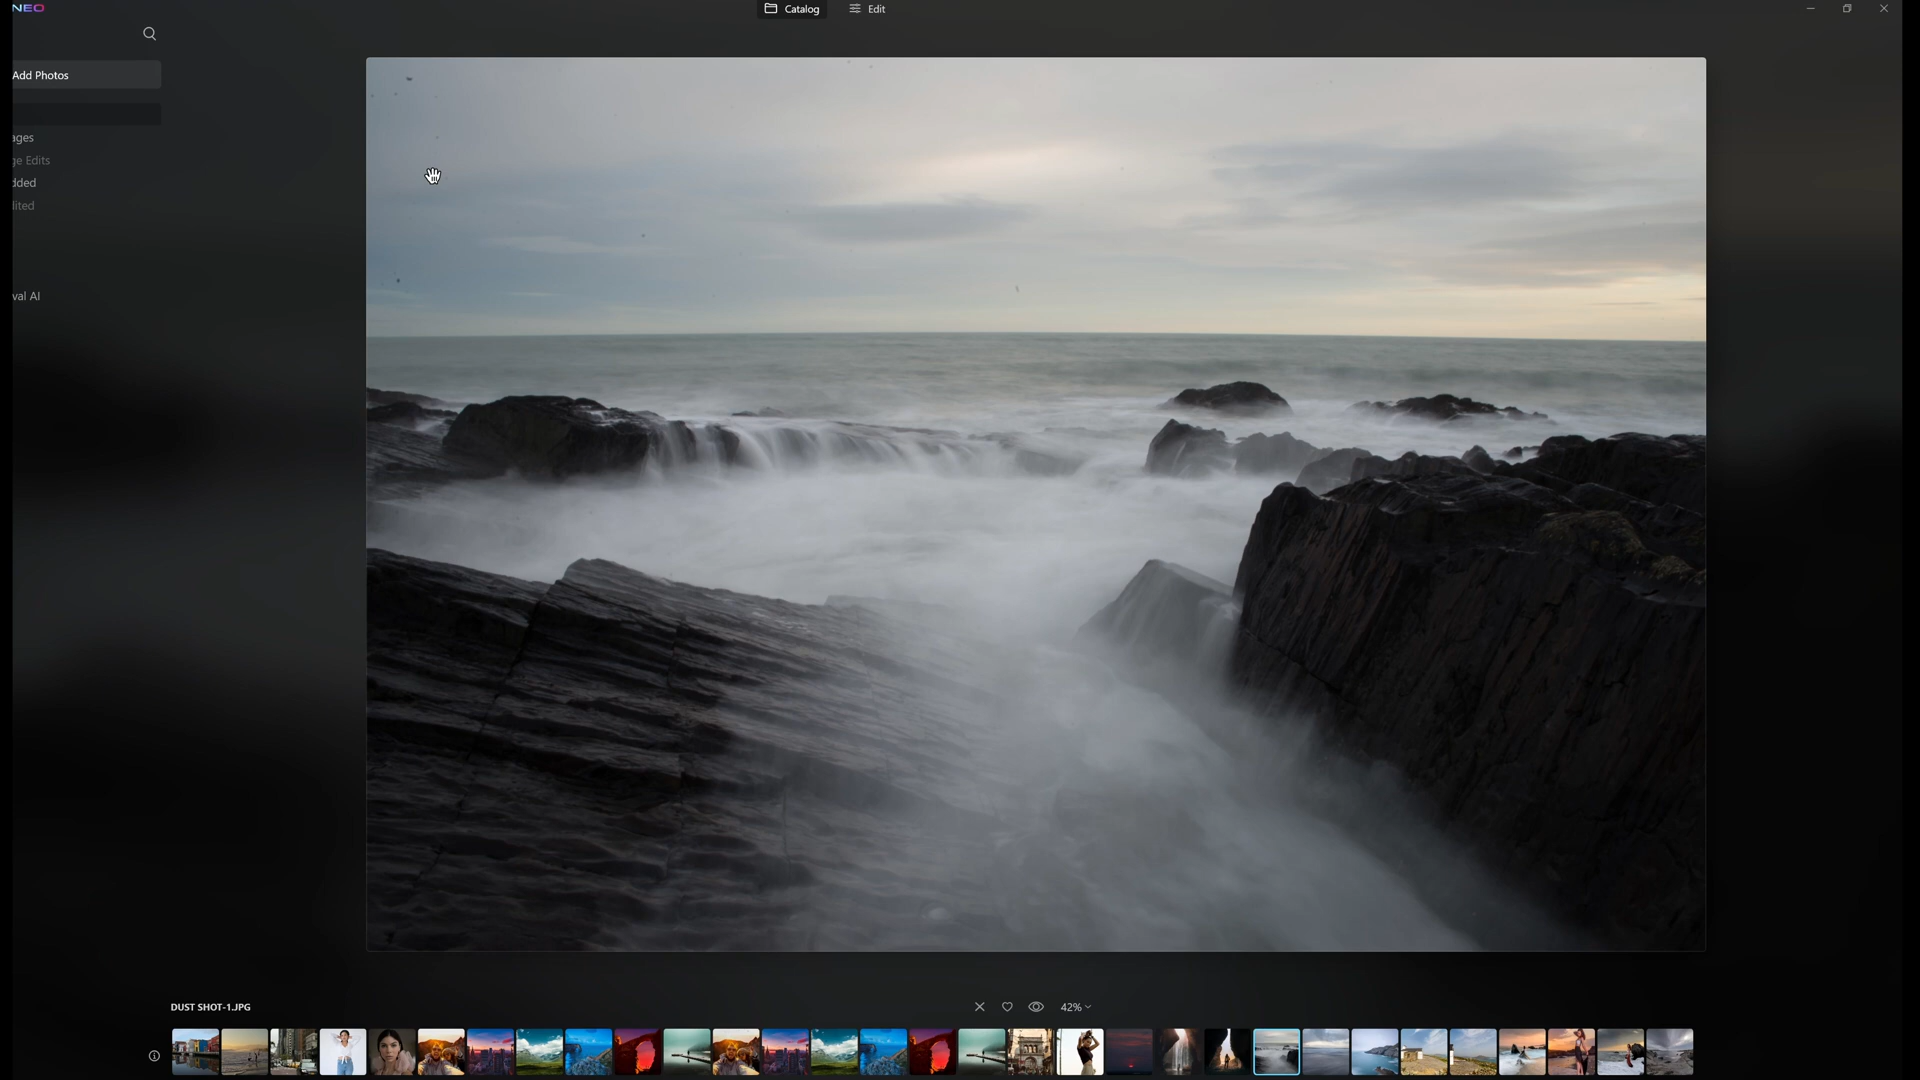 NEO
Catalog
Edit
Add Photos
ages
ge Edits
dded
lited
val AI
DUST SHOT-1.JPG
42%